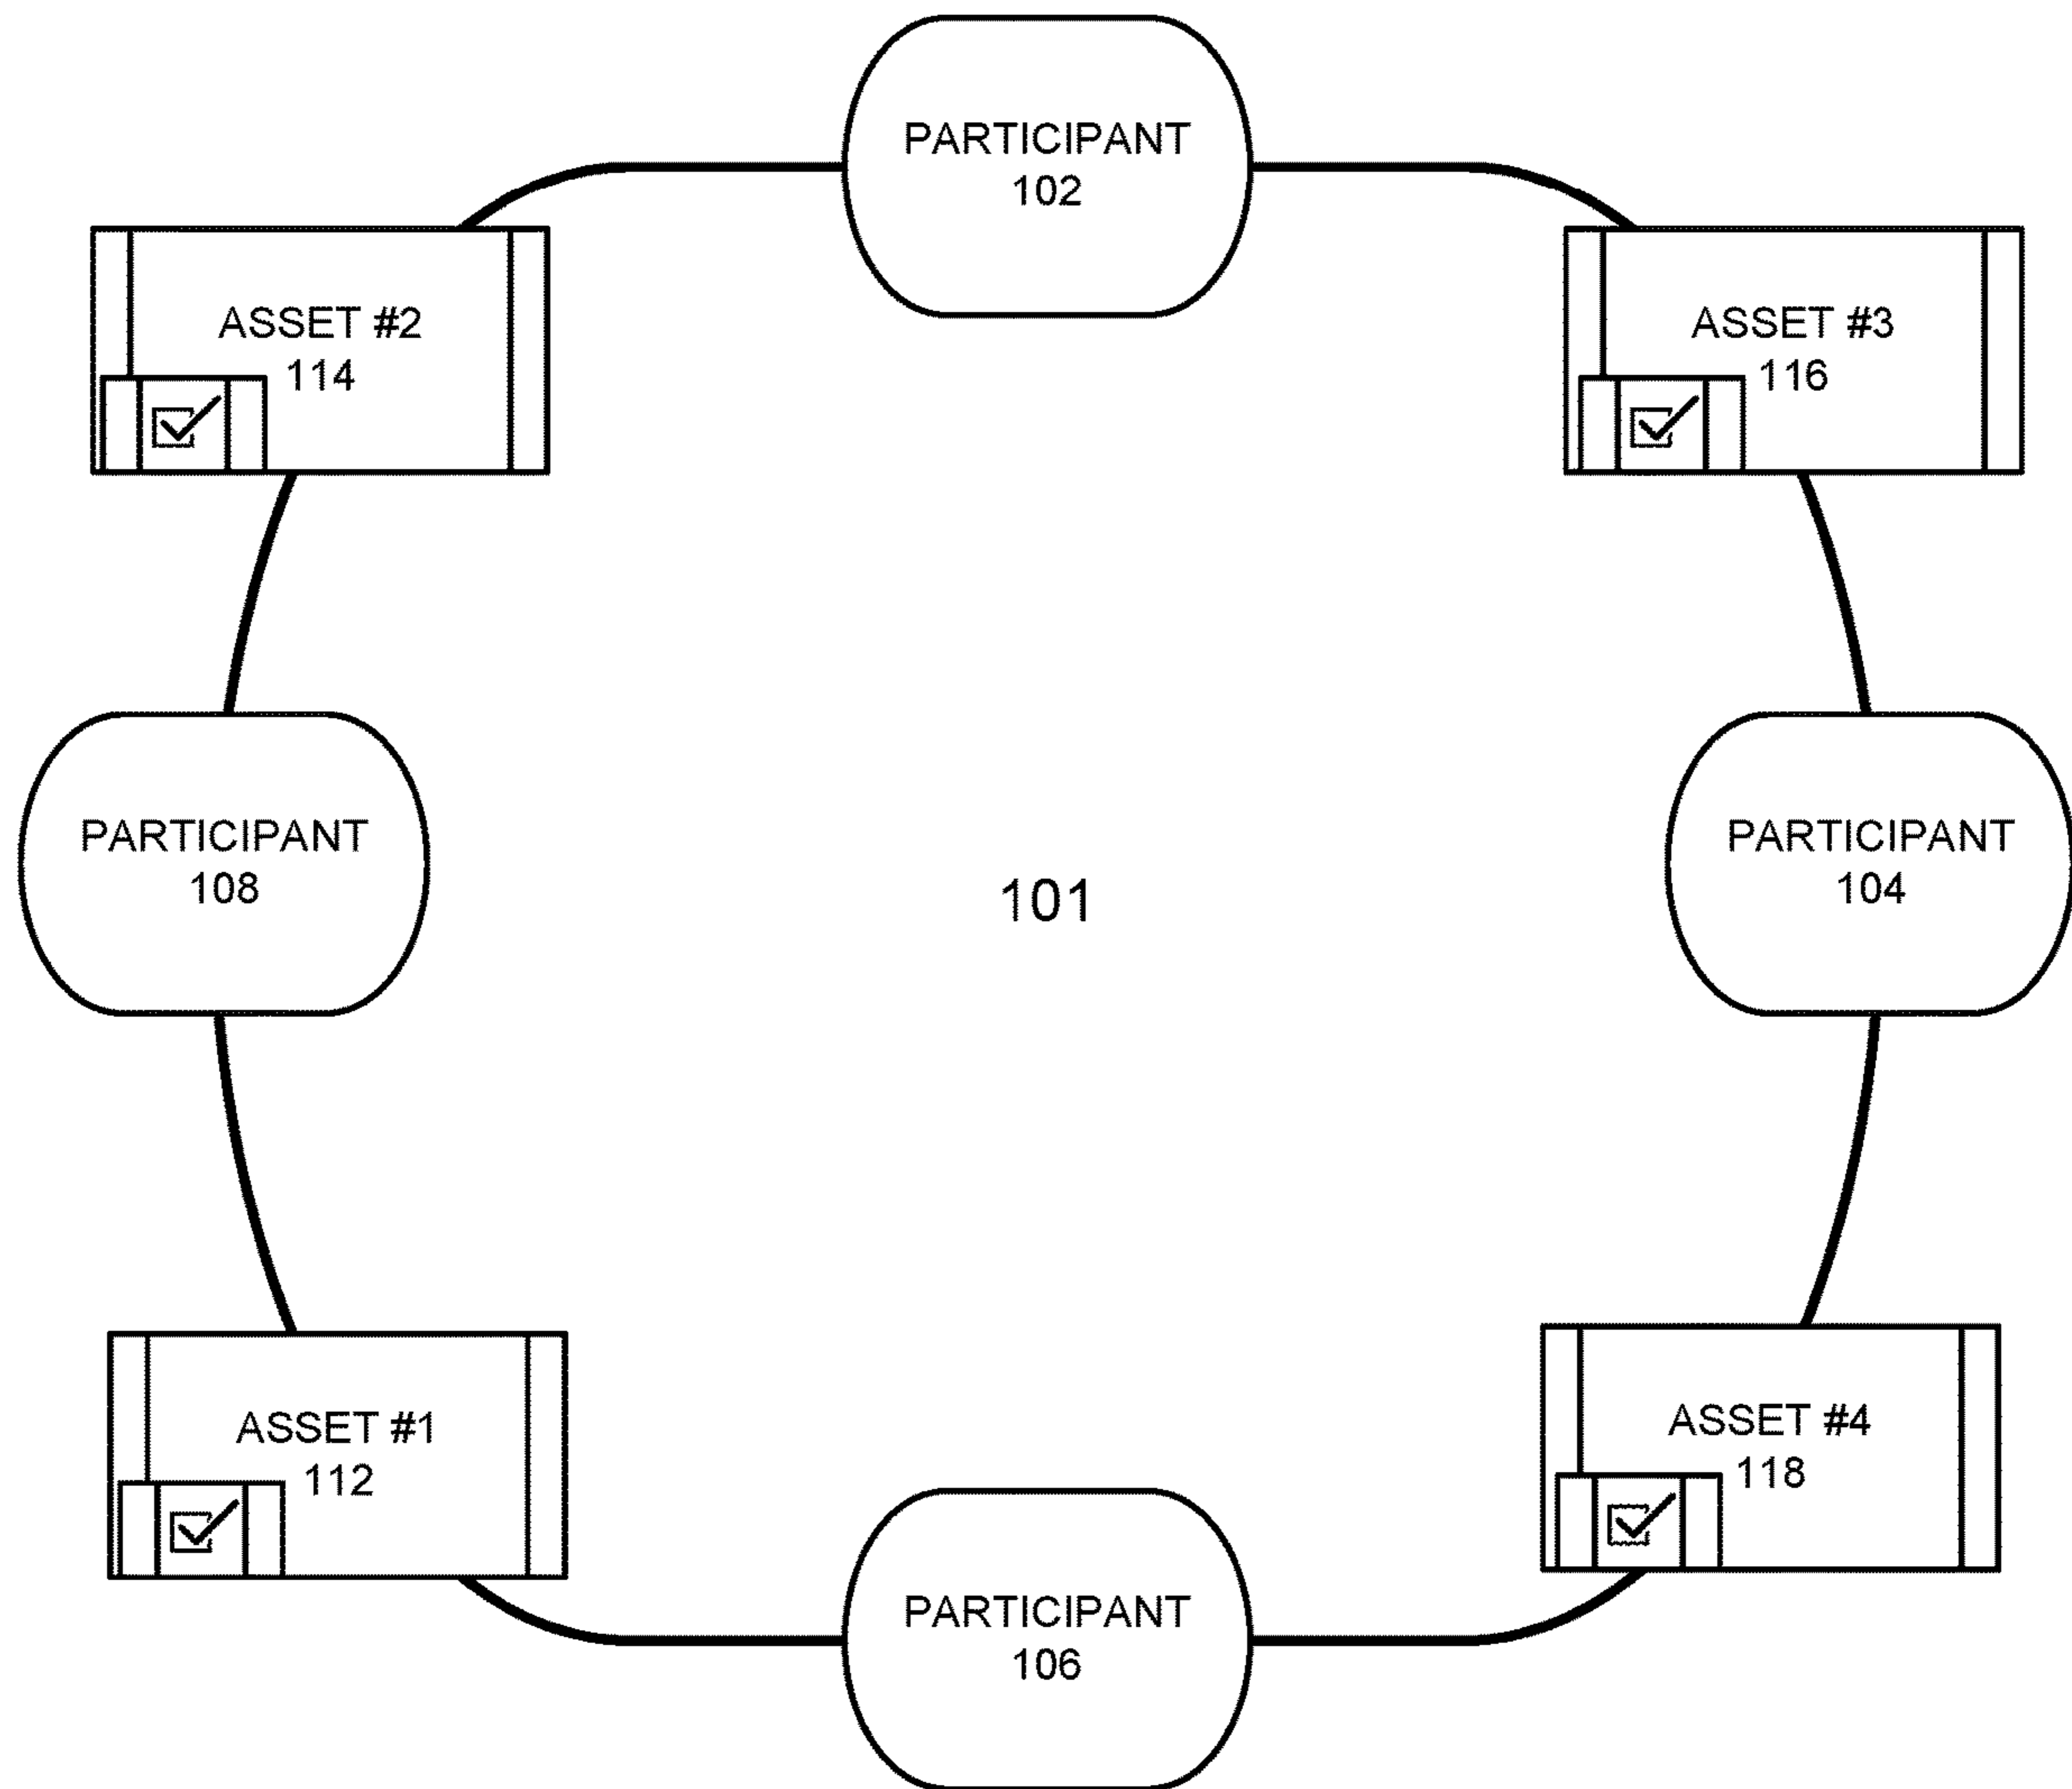 PARTICIPANT
102
ASSET #2
114
ASSET #3
116
PARTICIPANT
108
101
PARTICIPANT
104
ASSET #1
112
ASSET #4
118
PARTICIPANT
106